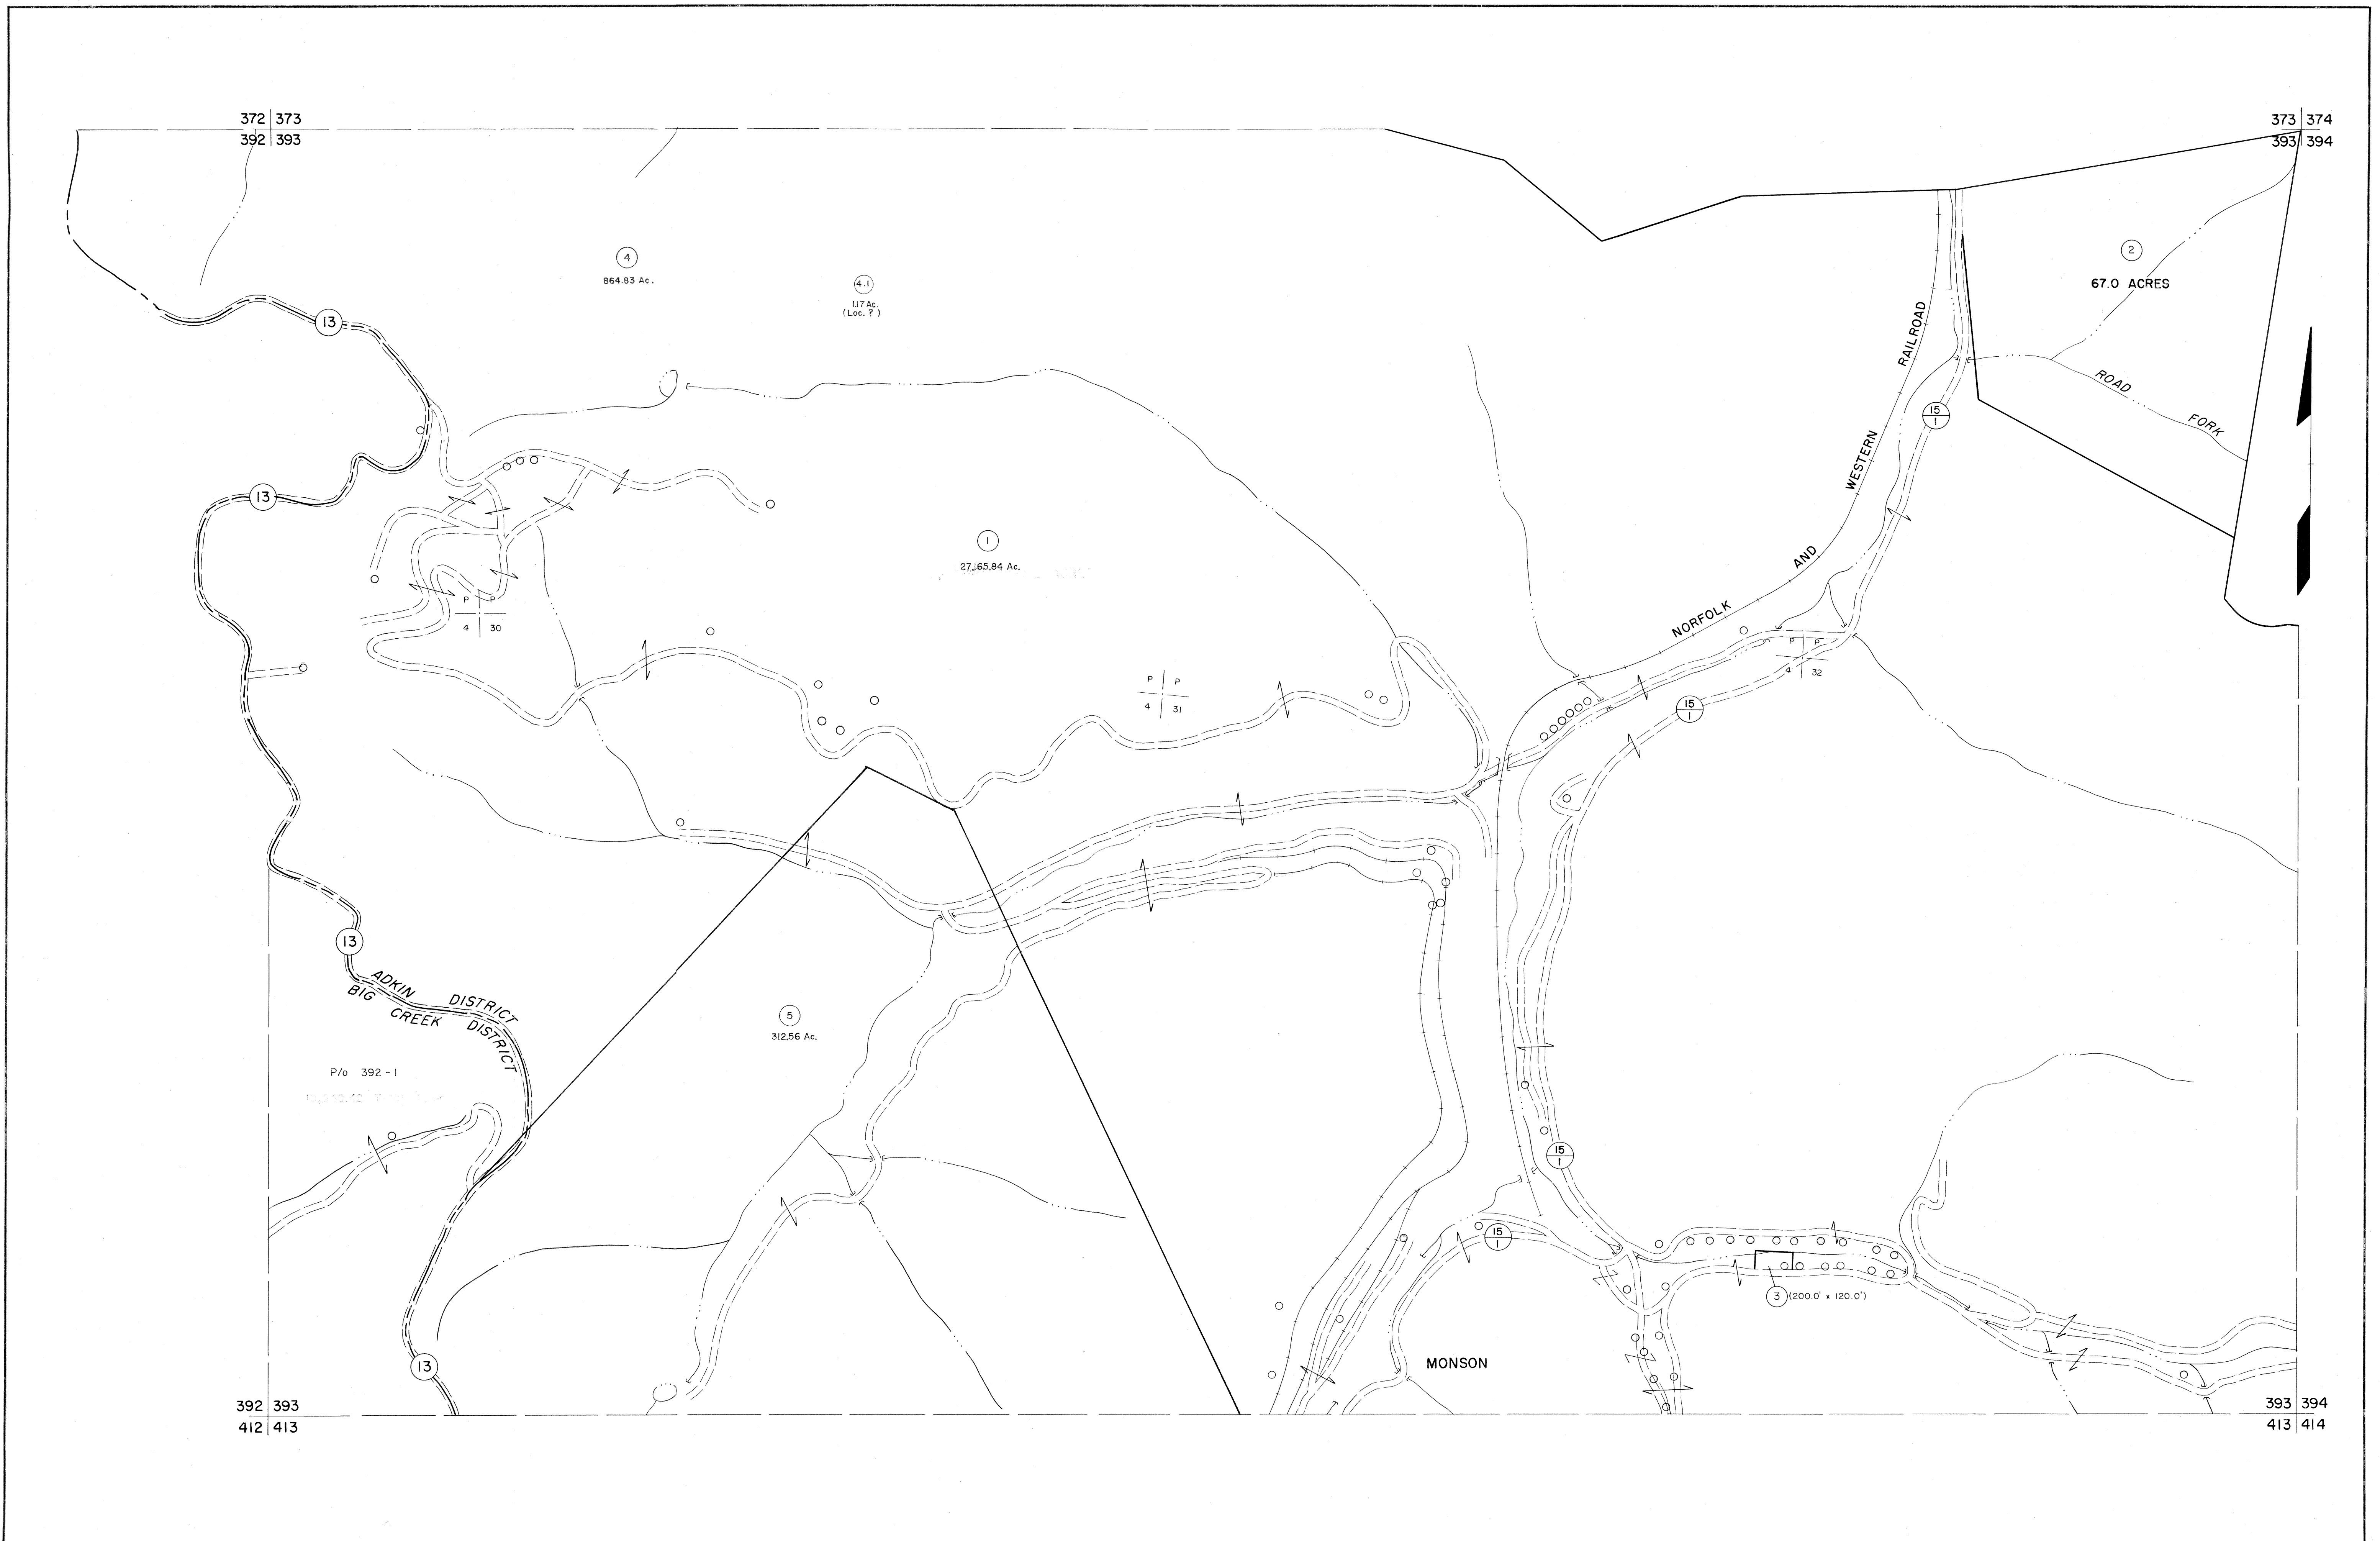 372 373
392 393
373 374
393 394
4
864.83 Ac.
4.1
1.17 Ac.
(Loc. ?)
2
67.0 ACRES
13
RAILROAD
WESTERN
AND
NORFOLK
15
1
ROAD
FORK
13
1
27,165.84 Ac.
P P
4 30
P P
4 31
P P
4 32
15
1
13
ADKIN DISTRICT
BIG CREEK DISTRICT
5
312.56 Ac.
P/o 392 - 1
15
1
15
1
3 (200.0' x 120.0')
13
MONSON
392 393
412 413
393 394
413 414